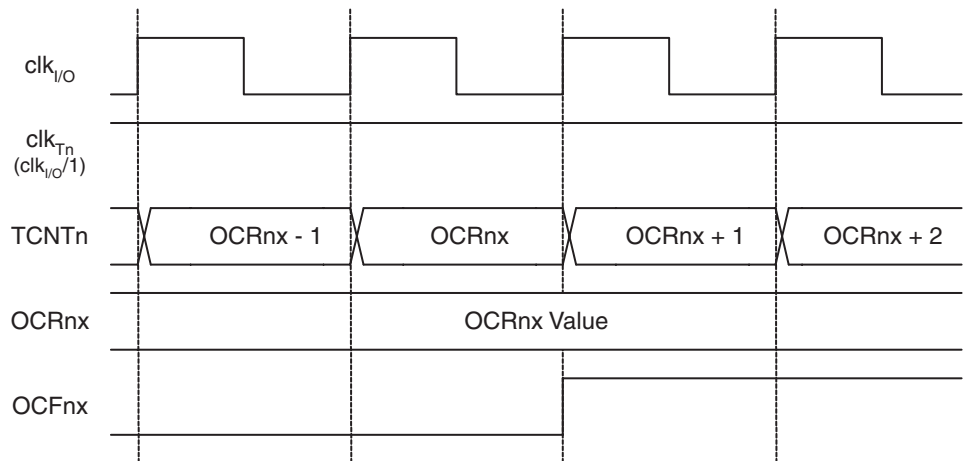 clkI/O
clkTn
(clkI/O/1)
TCNTn OCRnx - 1 OCRnx OCRnx + 1 OCRnx + 2
OCRnx OCRnx Value
OCFnx